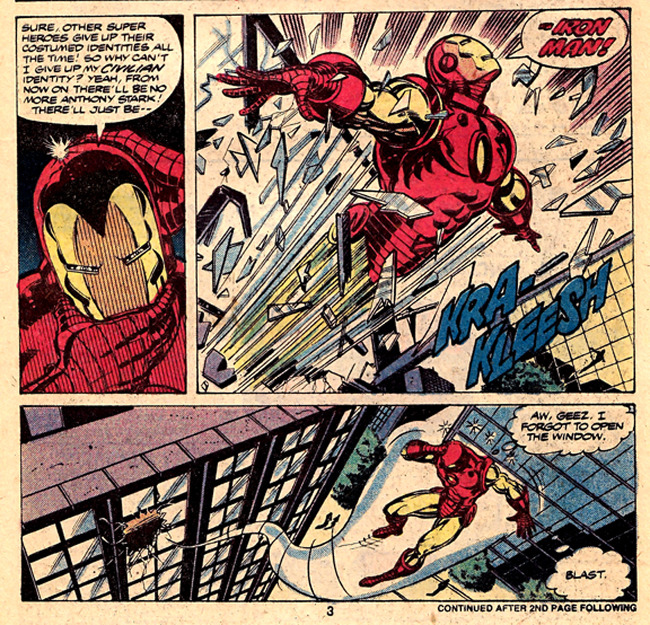 SURE, OTHER SUPER
HEROES GIVE UP THEIR
COSTUMED IDENTITIES ALL
THE TIME! SO WHY CAN'T
I GIVE UP MY CIVILIAN
IDENTITY? YEAH, FROM
NOW ON THERE'LL BE NO
MORE ANTHONY STARK!
THERE'LL JUST BE--
--IRON
MAN!
KRA-
KLEESH
AW, GEEZ. I
FORGOT TO OPEN
THE WINDOW.
BLAST.
3
CONTINUED AFTER 2ND PAGE FOLLOWING